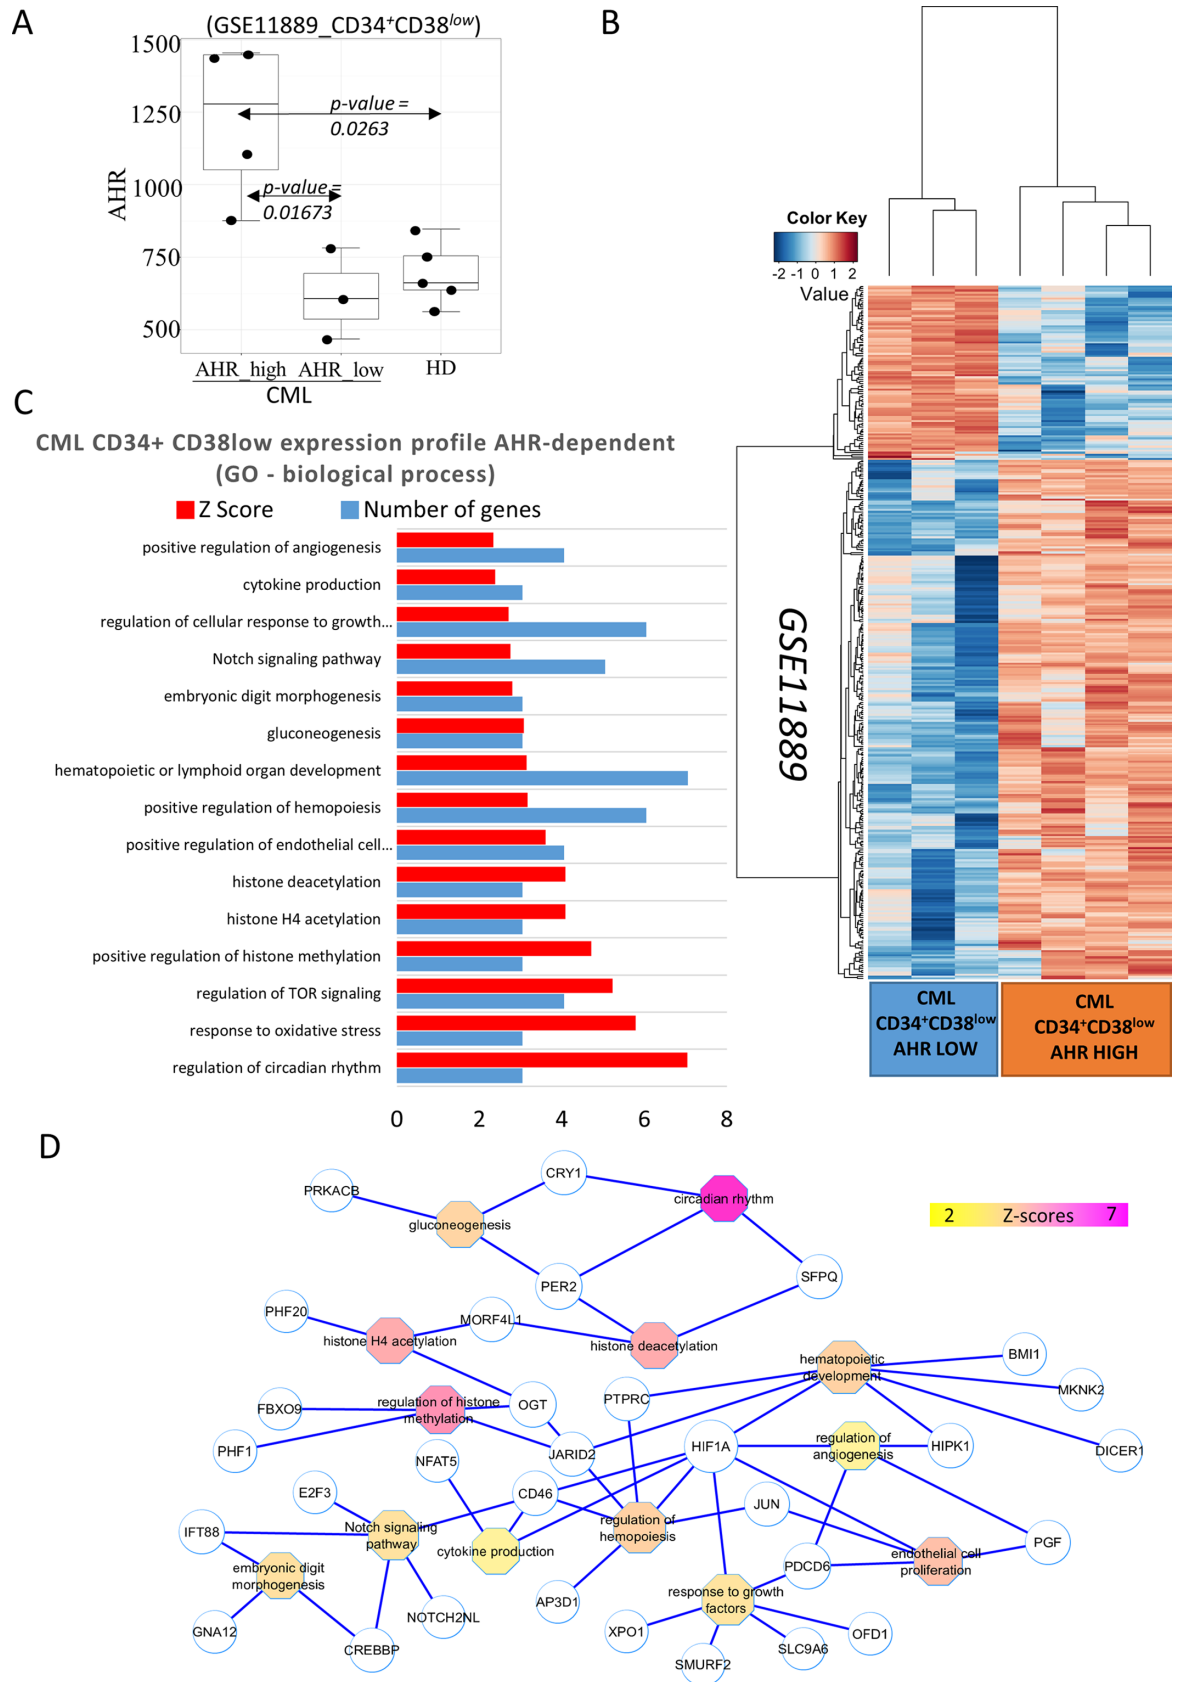 A
(GSE11889_CD34+CD38low)
1500
1250
1000
750
500
AHR
p-value =
0.0263
p-value =
0.01673
AHR_high
AHR_low
HD
CML
B
Color Key
-2 -1 0 1 2
Value
GSE11889
CML
CD34+CD38low
AHR LOW
CML
CD34+CD38low
AHR HIGH
C
CML CD34+ CD38low expression profile AHR-dependent
(GO - biological process)
Z Score
Number of genes
positive regulation of angiogenesis
cytokine production
regulation of cellular response to growth...
Notch signaling pathway
embryonic digit morphogenesis
gluconeogenesis
hematopoietic or lymphoid organ development
positive regulation of hemopoiesis
positive regulation of endothelial cell...
histone deacetylation
histone H4 acetylation
positive regulation of histone methylation
regulation of TOR signaling
response to oxidative stress
regulation of circadian rhythm
0 2 4 6 8
D
2 Z-scores 7
CRY1
PRKACB
circadian rhythm
gluconeogenesis
PER2
SFPQ
PHF20
MORF4L1
histone H4 acetylation
histone deacetylation
hematopoietic
development
BMI1
MKNK2
regulation of histone
methylation
FBXO9
OGT
PTPRC
PHF1
JARID2
HIF1A
regulation of
angiogenesis
HIPK1
DICER1
NFAT5
E2F3
CD46
JUN
IFT88
Notch signaling
pathway
cytokine production
regulation of
hemopoiesis
PGF
embryonic digit
morphogenesis
PDCD6
endothelial cell
proliferation
response to growth
factors
AP3D1
NOTCH2NL
GNA12
CREBBP
XPO1
SMURF2
SLC9A6
OFD1